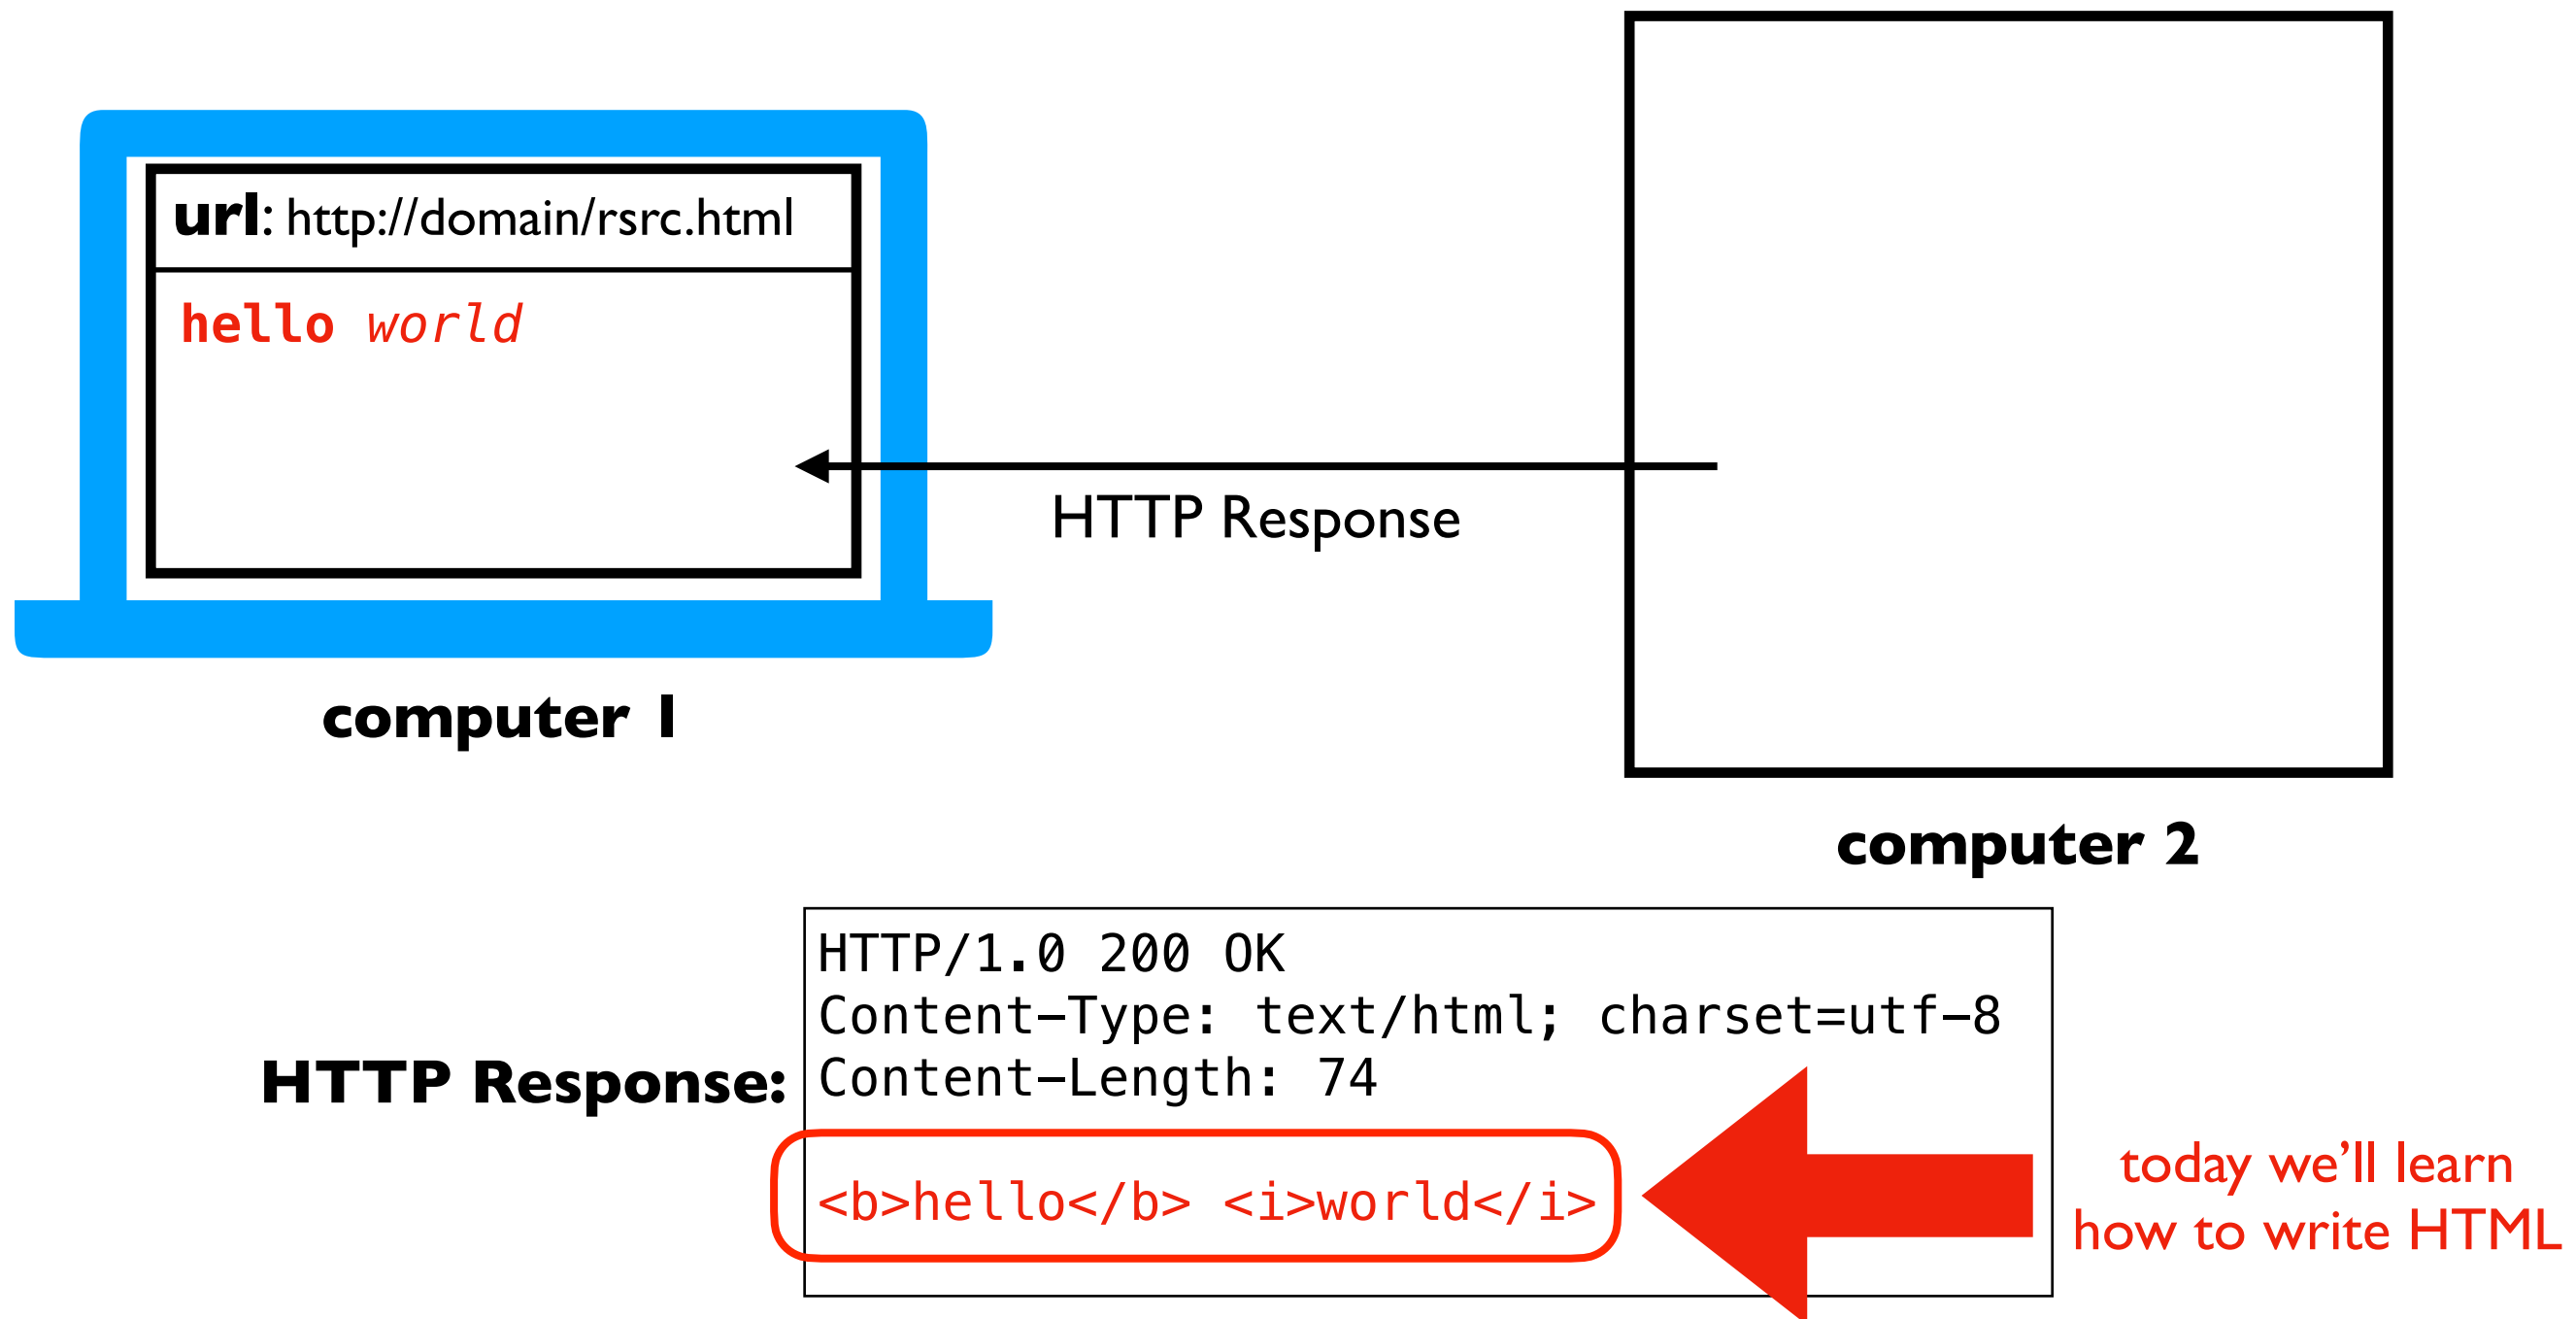 url: http://domain/rsrc.html
hello world
HTTP Response
computer 1
computer 2
HTTP Response:
HTTP/1.0 200 OK
Content-Type: text/html; charset=utf-8
Content-Length: 74
<b>hello</b> <i>world</i>
today we’ll learn
how to write HTML